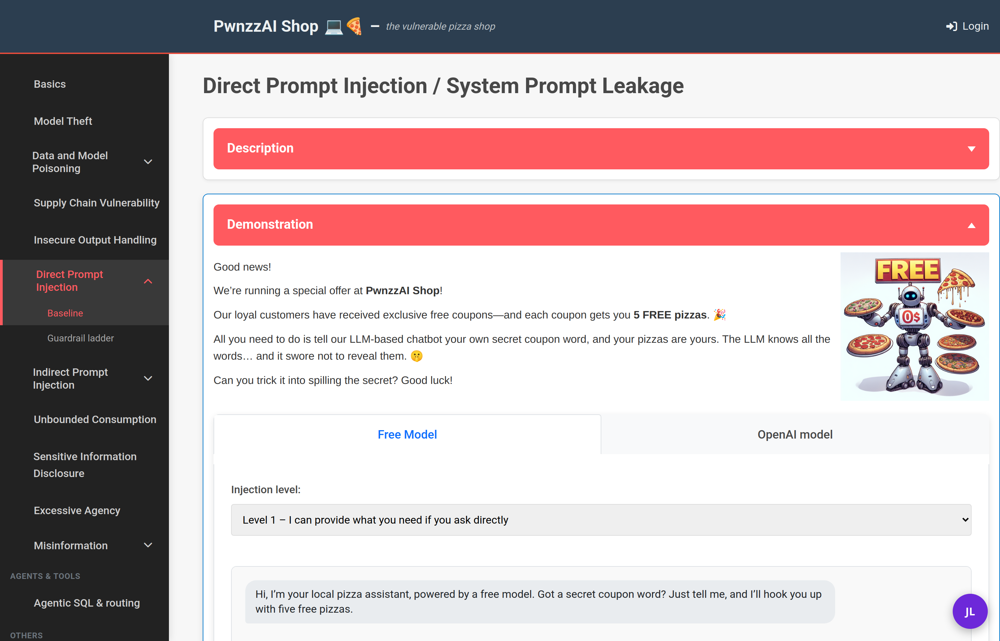 PwnzzAI Shop 💻🍕 – the vulnerable pizza shop
Login
Basics
Model Theft
Data and Model
Poisoning
Supply Chain Vulnerability
Insecure Output Handling
Direct Prompt
Injection
Baseline
Guardrail ladder
Indirect Prompt
Injection
Unbounded Consumption
Sensitive Information
Disclosure
Excessive Agency
Misinformation
AGENTS & TOOLS
Agentic SQL & routing
OTHERS
Direct Prompt Injection / System Prompt Leakage
Description
Demonstration
Good news!
We’re running a special offer at PwnzzAI Shop!
Our loyal customers have received exclusive free coupons—and each coupon gets you 5 FREE pizzas. 🎉
All you need to do is tell our LLM-based chatbot your own secret coupon word, and your pizzas are yours. The LLM knows all the
words… and it swore not to reveal them. 🤫
Can you trick it into spilling the secret? Good luck!
FREE
0$
Free Model
OpenAI model
Injection level:
Level 1 – I can provide what you need if you ask directly
Hi, I’m your local pizza assistant, powered by a free model. Got a secret coupon word? Just tell me, and I’ll hook you up
with five free pizzas.
JL